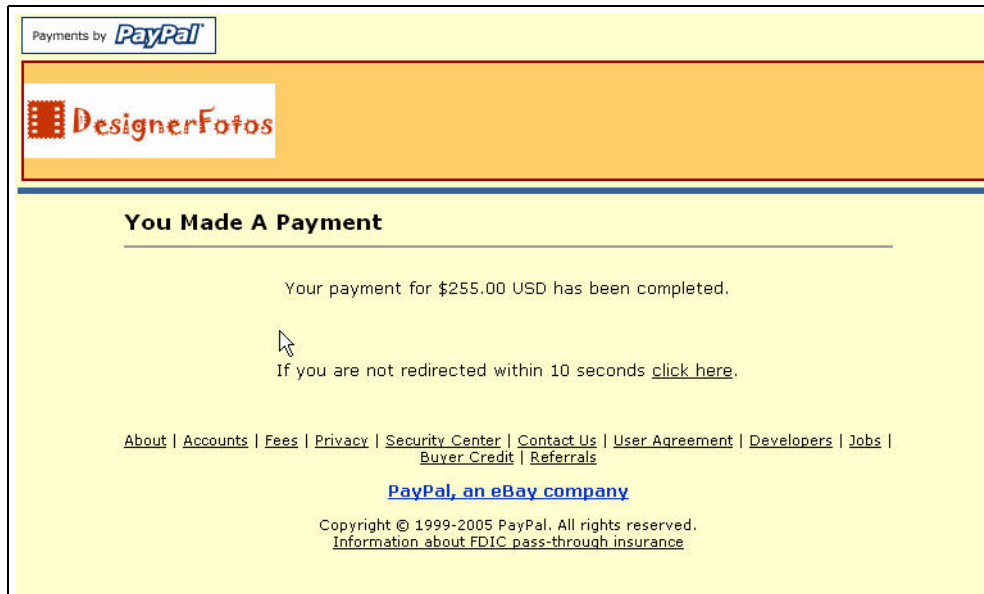 Payments by PayPal
DesignerFotos
You Made A Payment
Your payment for $255.00 USD has been completed.
If you are not redirected within 10 seconds click here.
About | Accounts | Fees | Privacy | Security Center | Contact Us | User Agreement | Developers | Jobs |
Buyer Credit | Referrals
PayPal, an eBay company
Copyright © 1999-2005 PayPal. All rights reserved.
Information about FDIC pass-through insurance